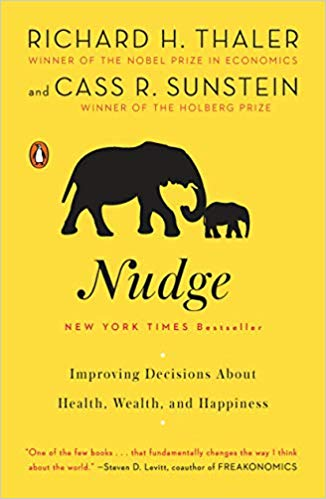 RICHARD H. THALER
WINNER OF THE NOBEL PRIZE IN ECONOMICS
and CASS R. SUNSTEIN
WINNER OF THE HOLBERG PRIZE
Nudge
NEW YORK TIMES Bestseller
Improving Decisions About
Health, Wealth, and Happiness
"One of the few books . . . that fundamentally changes the way I think
about the world." —Steven D. Levitt, coauthor of FREAKONOMICS